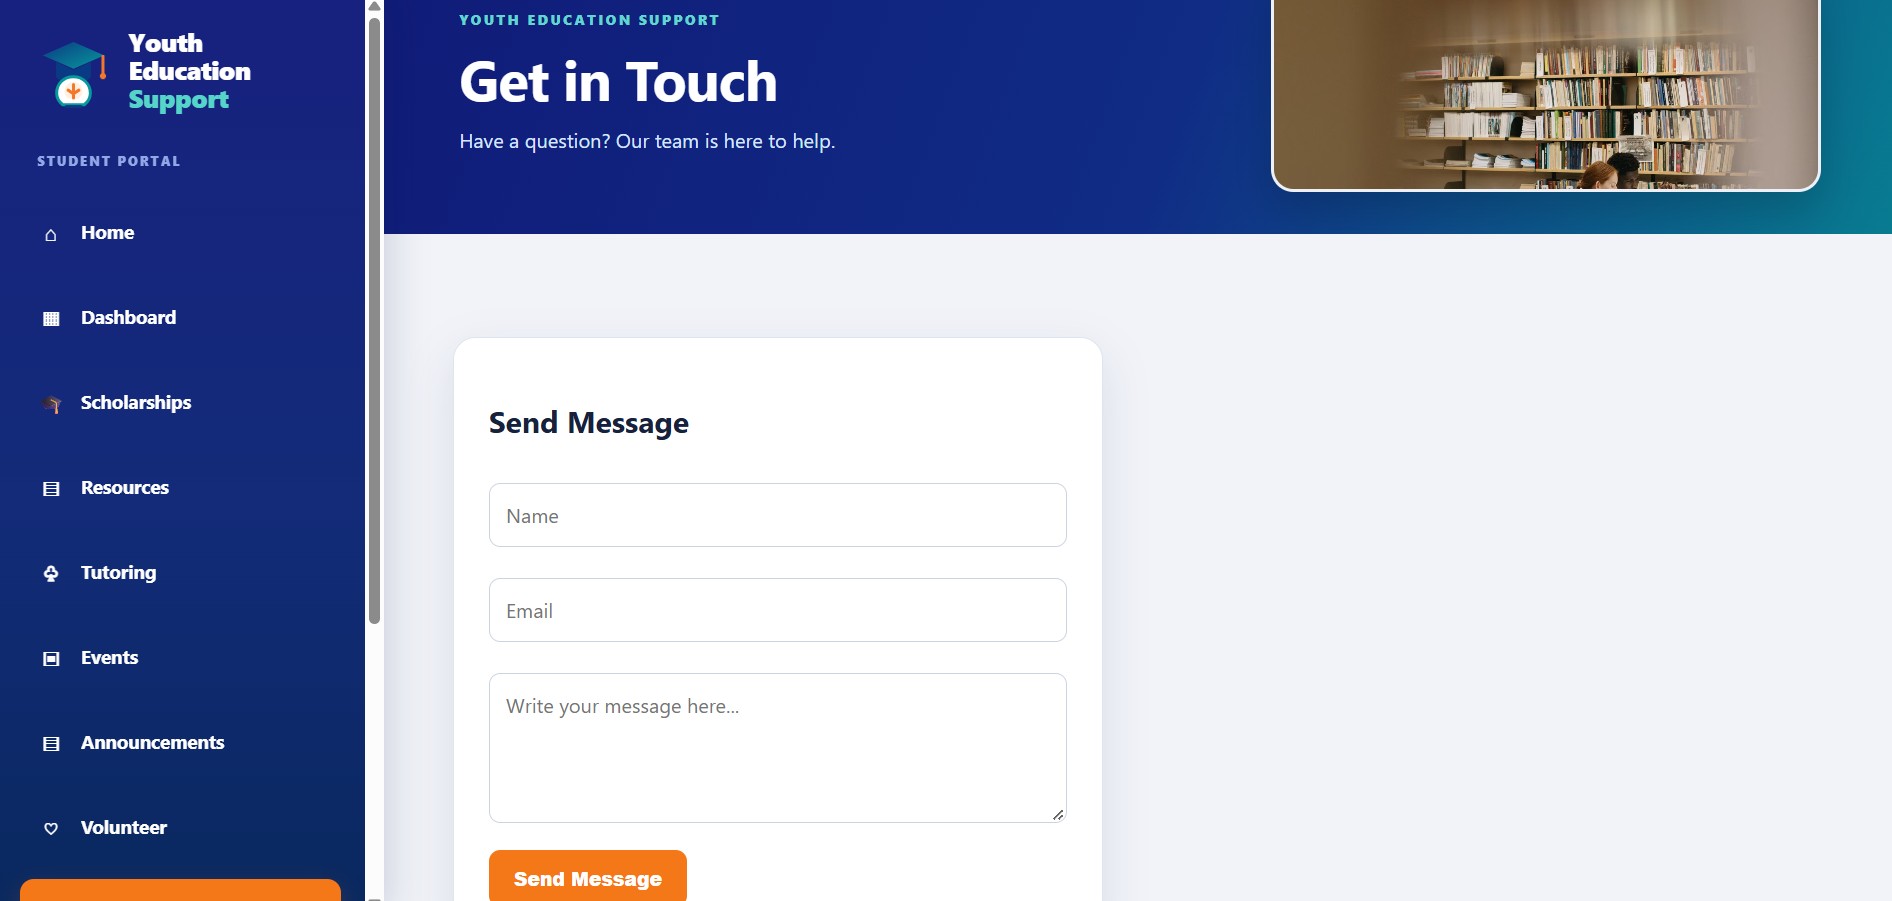 Youth
Education
Support
STUDENT PORTAL
Home
Dashboard
Scholarships
Resources
Tutoring
Events
Announcements
Volunteer
YOUTH EDUCATION SUPPORT
Get in Touch
Have a question? Our team is here to help.
Send Message
Name
Email
Write your message here...
Send Message